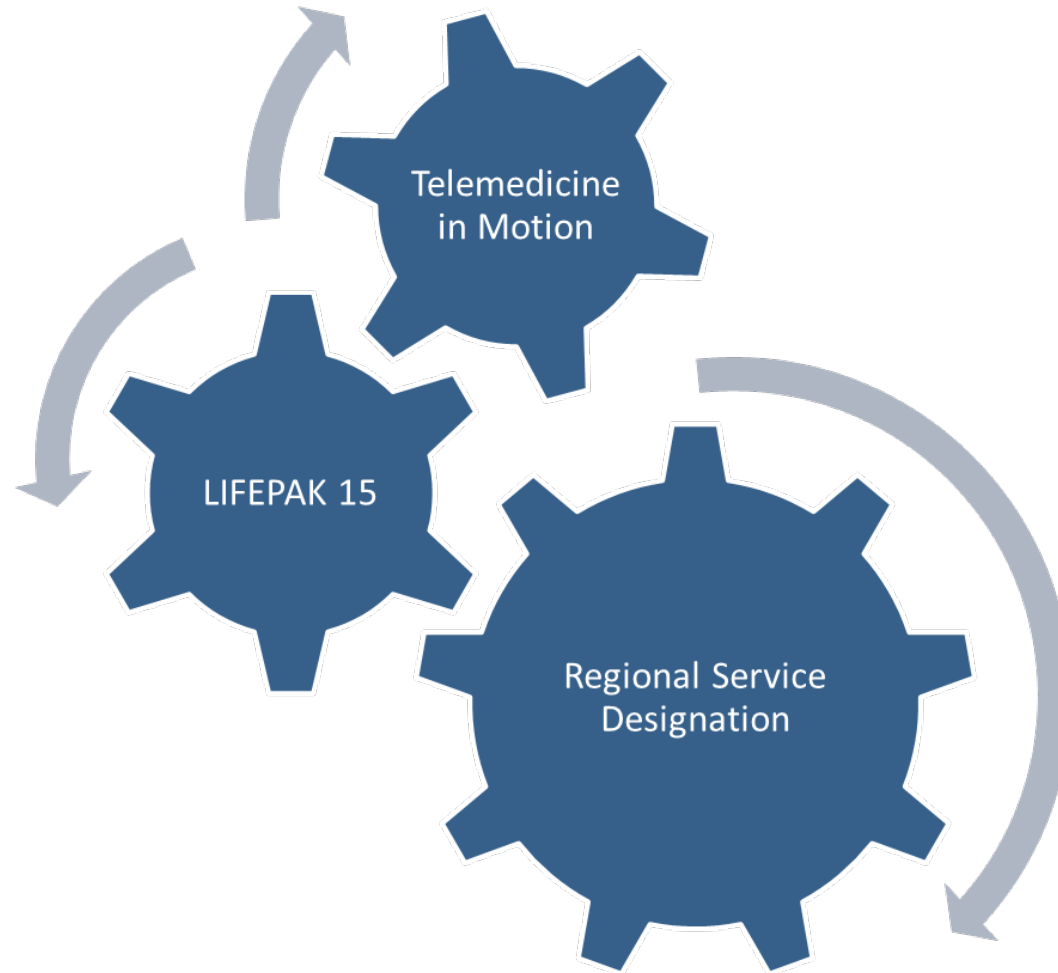 Telemedicine
in Motion
LIFEPAK 15
Regional Service
Designation